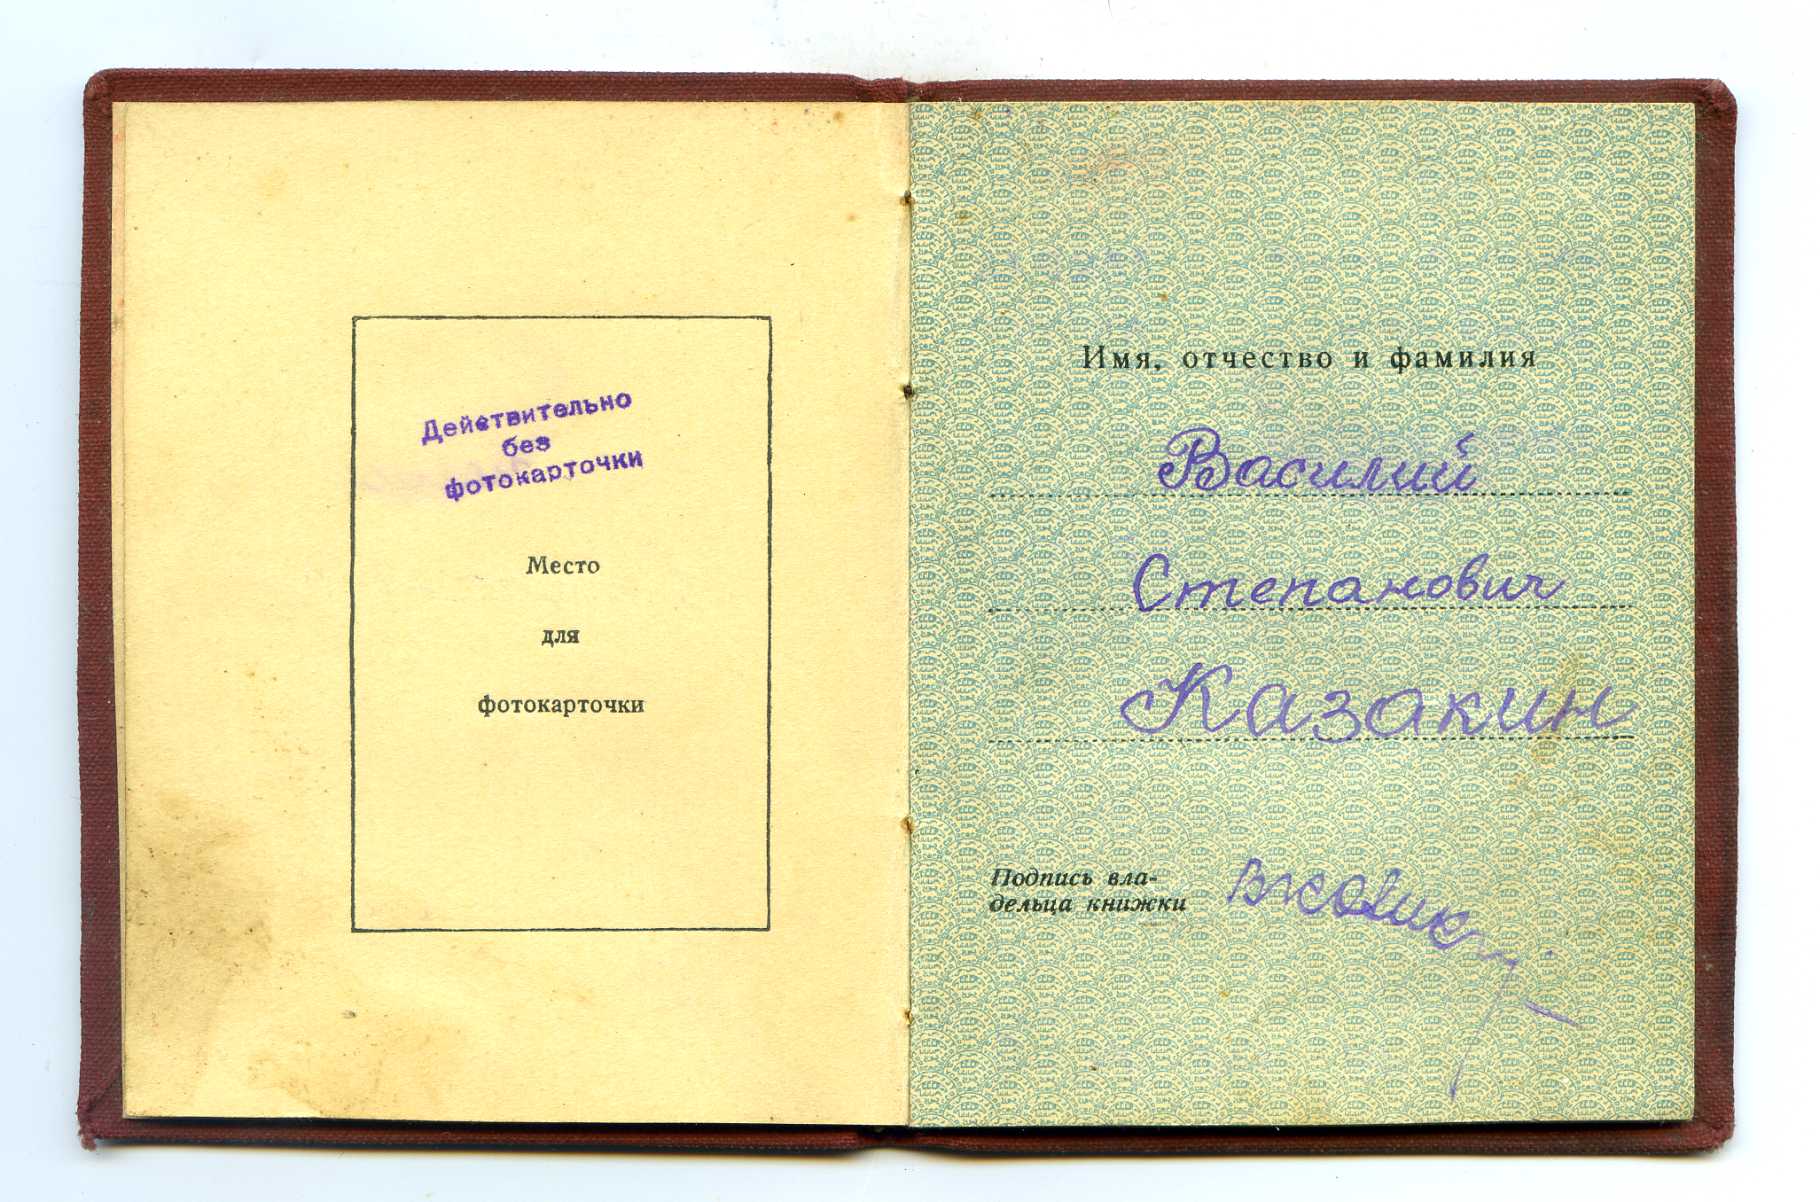 Действительно
без
фотокарточки
Место
для
фотокарточки
Имя, отчество и фамилия
Василий
Степанович
Казакин
Подпись вла-
дельца книжки